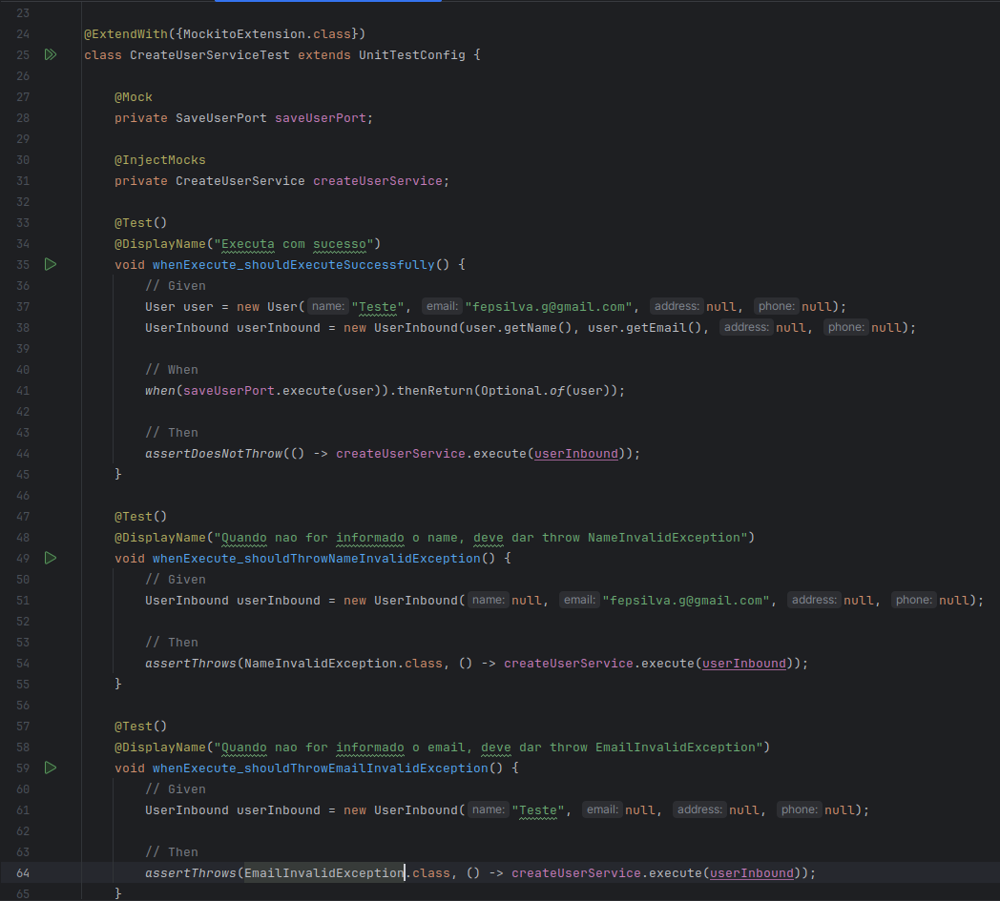 23
24 @ExtendWith({MockitoExtension.class})
25 class CreateUserServiceTest extends UnitTestConfig {
26
27 @Mock
28 private SaveUserPort saveUserPort;
29
30 @InjectMocks
31 private CreateUserService createUserService;
32
33 @Test()
34 @DisplayName("Executa com sucesso")
35 void whenExecute_shouldExecuteSuccessfully() {
36 // Given
37 User user = new User( name: "Teste", email: "fepsilva.g@gmail.com", address: null, phone: null);
38 UserInbound userInbound = new UserInbound(user.getName(), user.getEmail(), address: null, phone: null);
39
40 // When
41 when(saveUserPort.execute(user)).thenReturn(Optional.of(user));
42
43 // Then
44 assertDoesNotThrow(() -> createUserService.execute(userInbound));
45 }
46
47 @Test()
48 @DisplayName("Quando nao for informado o name, deve dar throw NameInvalidException")
49 void whenExecute_shouldThrowNameInvalidException() {
50 // Given
51 UserInbound userInbound = new UserInbound( name: null, email: "fepsilva.g@gmail.com", address: null, phone: null);
52
53 // Then
54 assertThrows(NameInvalidException.class, () -> createUserService.execute(userInbound));
55 }
56
57 @Test()
58 @DisplayName("Quando nao for informado o email, deve dar throw EmailInvalidException")
59 void whenExecute_shouldThrowEmailInvalidException() {
60 // Given
61 UserInbound userInbound = new UserInbound( name: "Teste", email: null, address: null, phone: null);
62
63 // Then
64 assertThrows(EmailInvalidException.class, () -> createUserService.execute(userInbound));
65 }